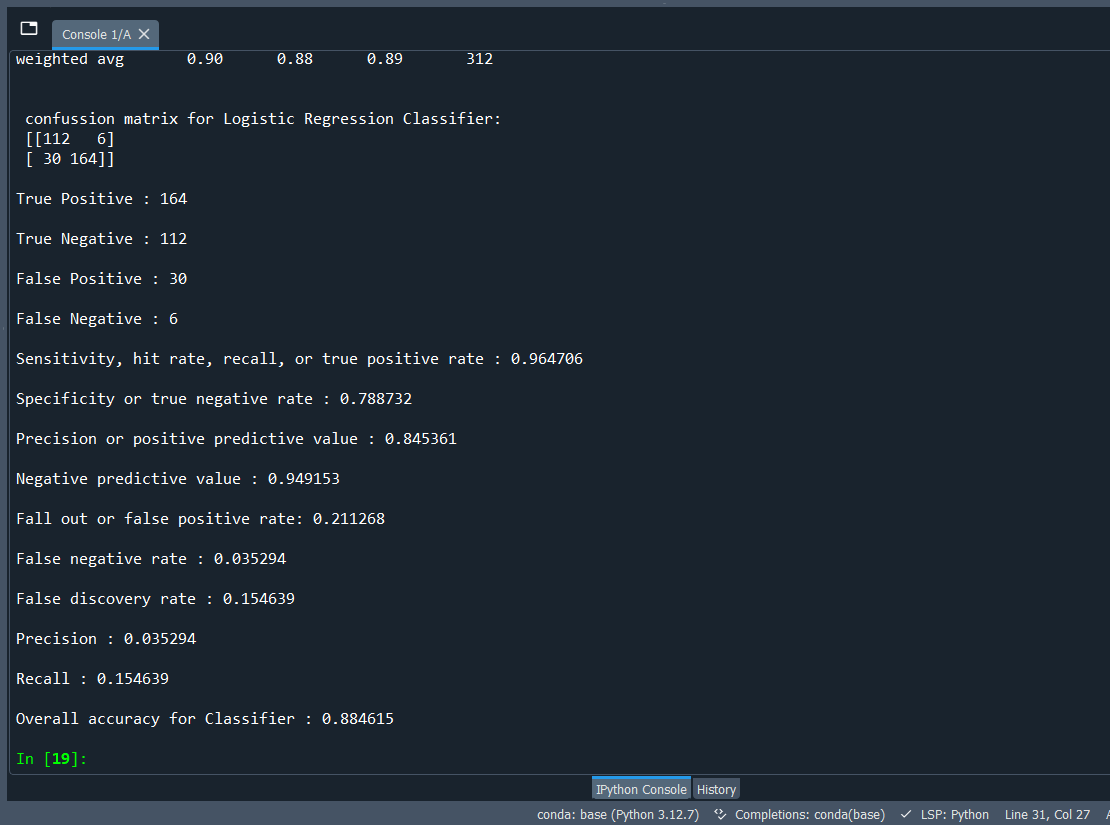 Console 1/A
weighted avg 0.90 0.88 0.89 312
confussion matrix for Logistic Regression Classifier:
[[112 6]
[ 30 164]]
True Positive : 164
True Negative : 112
False Positive : 30
False Negative : 6
Sensitivity, hit rate, recall, or true positive rate : 0.964706
Specificity or true negative rate : 0.788732
Precision or positive predictive value : 0.845361
Negative predictive value : 0.949153
Fall out or false positive rate: 0.211268
False negative rate : 0.035294
False discovery rate : 0.154639
Precision : 0.035294
Recall : 0.154639
Overall accuracy for Classifier : 0.884615
In [19]:
IPython Console History
conda: base (Python 3.12.7) Completions: conda(base) LSP: Python Line 31, Col 27